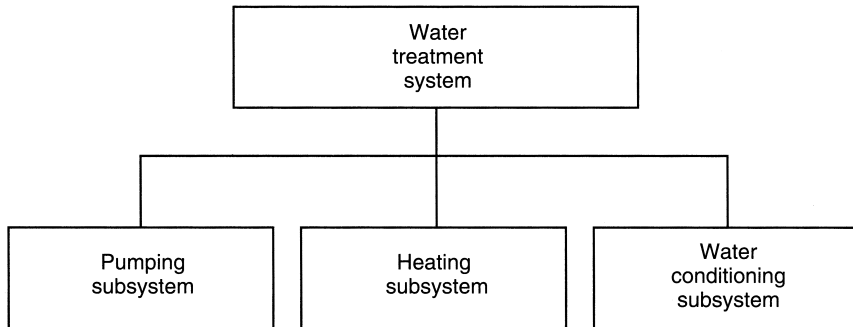 Water
treatment
system
Pumping
subsystem
Heating
subsystem
Water
conditioning
subsystem